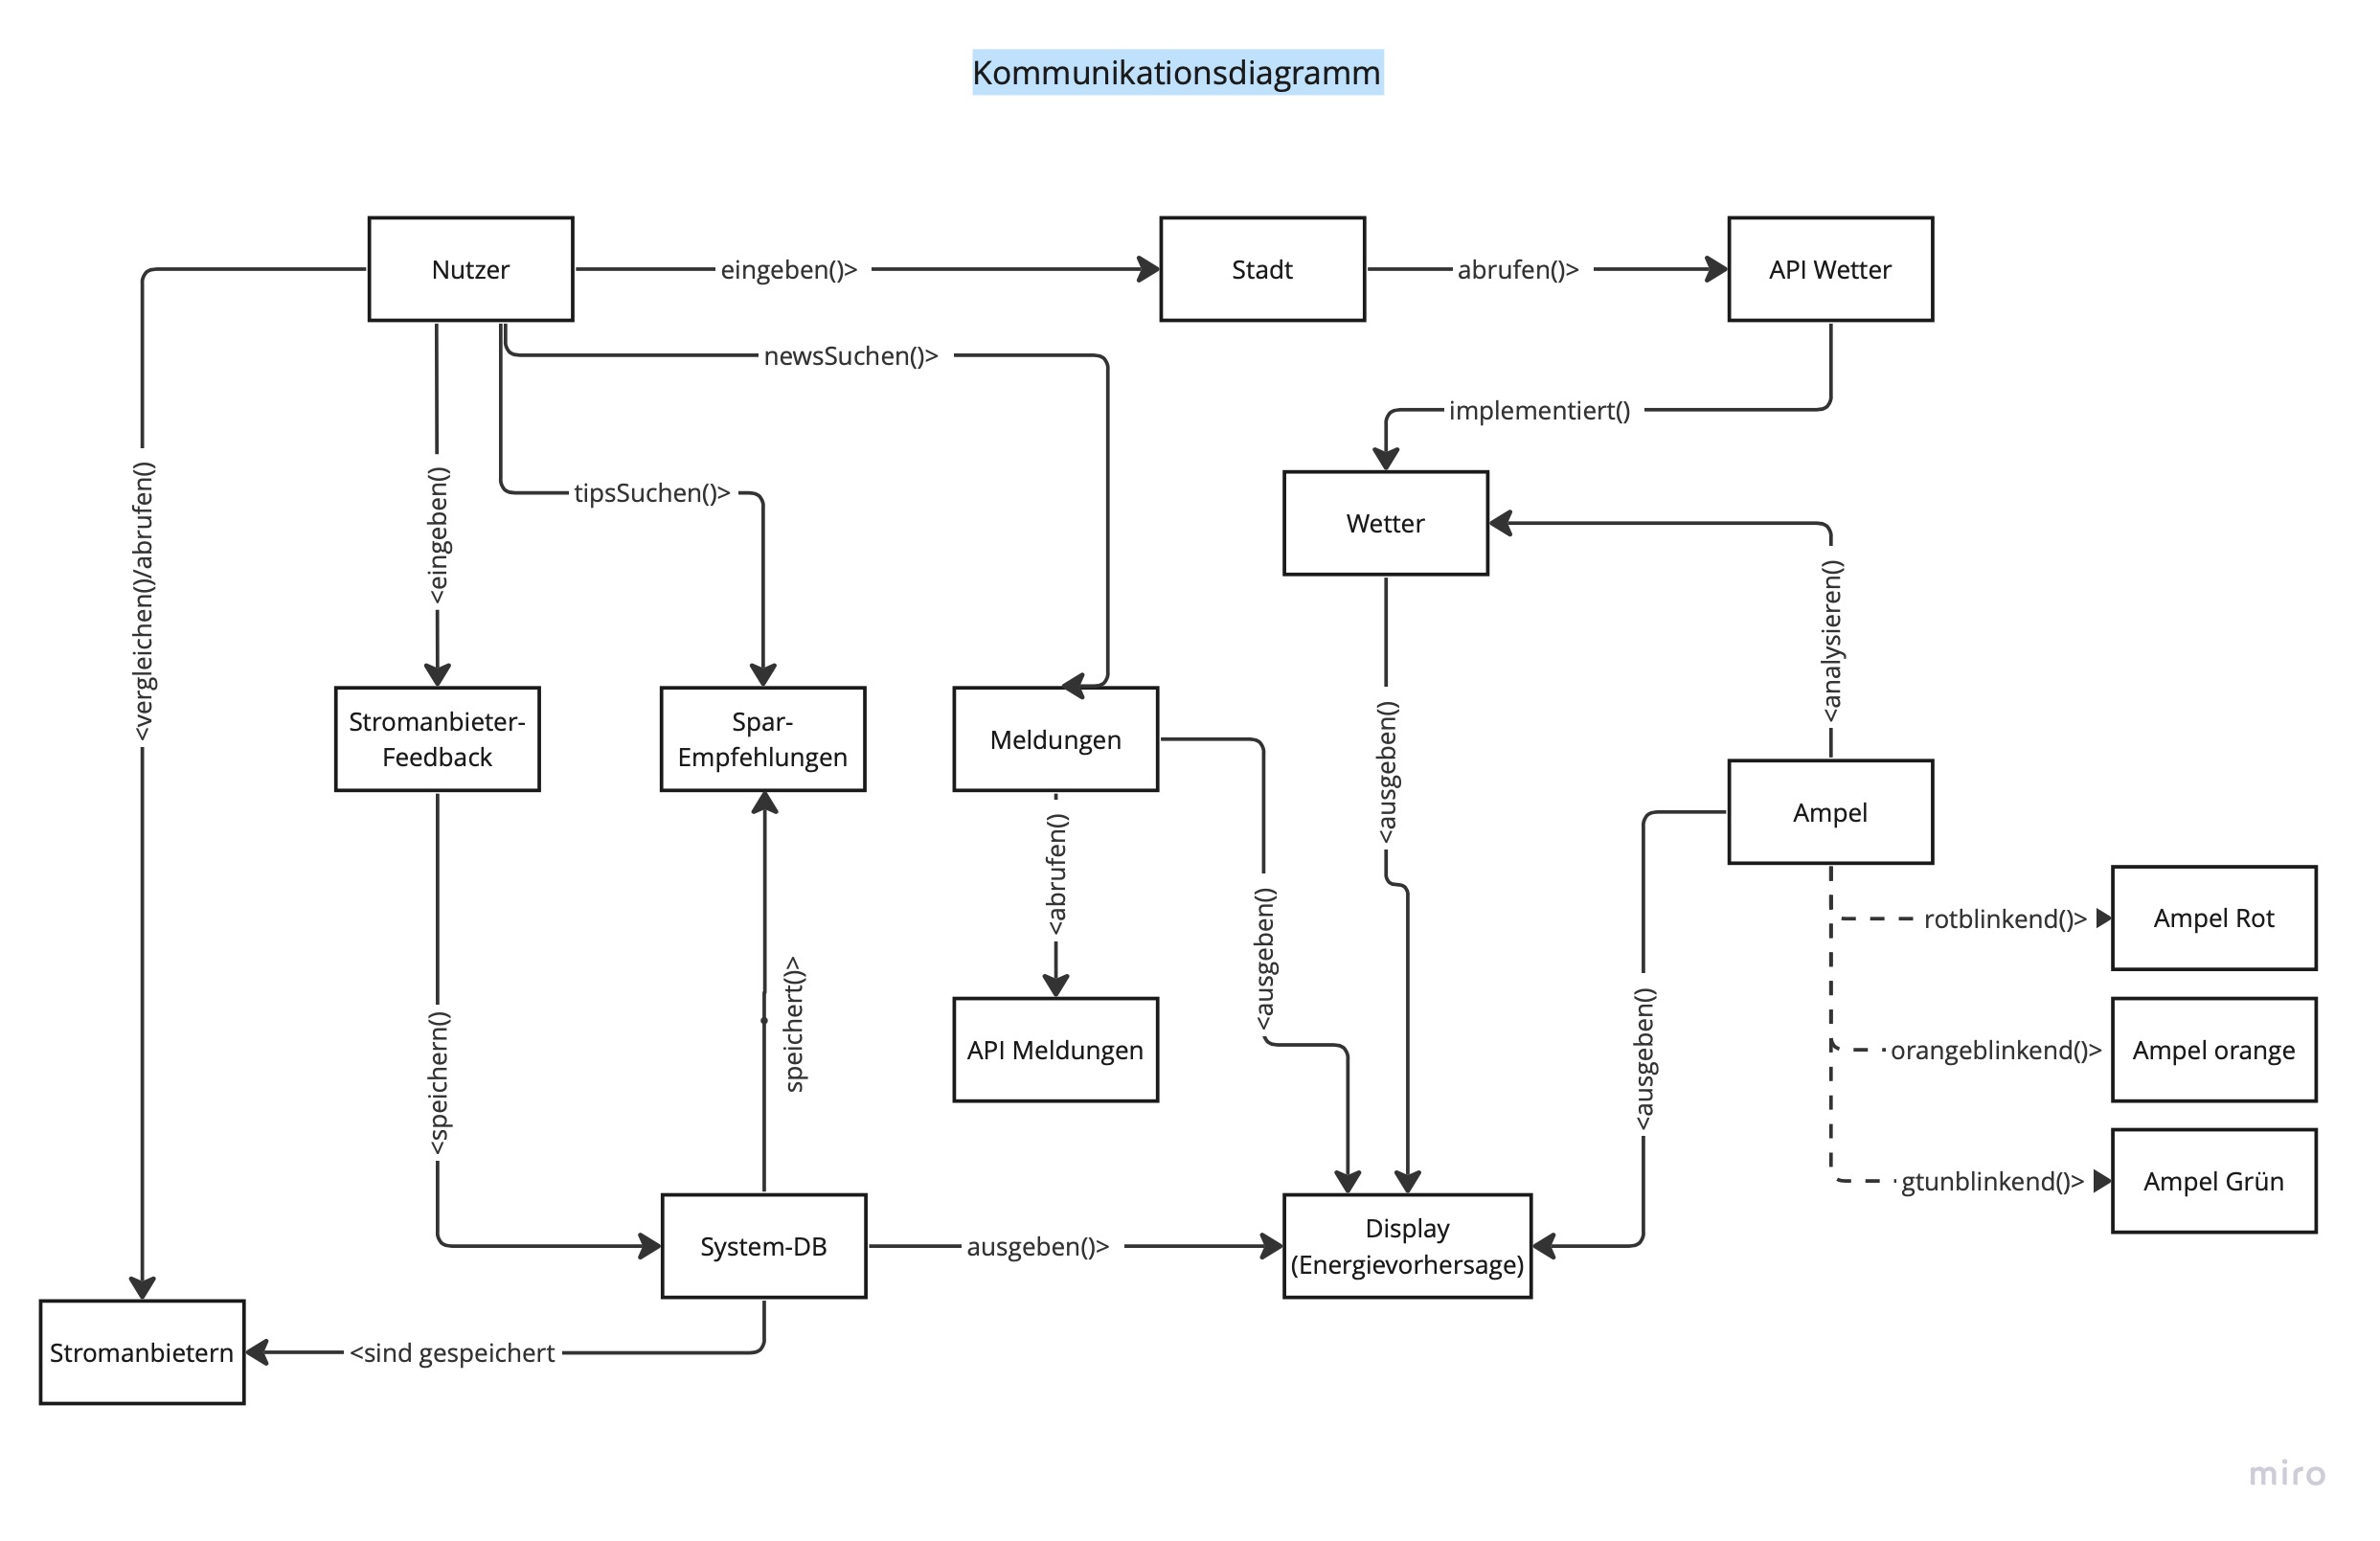 Kommunikationsdiagramm
Nutzer
eingeben()>
Stadt
abrufen()>
API Wetter
newsSuchen()>
implementiert()
<vergleichen()/abrufen()
<eingeben()
tipsSuchen()>
Wetter
<analysieren()
Stromanbieter-
Feedback
Spar-
Empfehlungen
Meldungen
<ausgeben()
Ampel
<abrufen()
<ausgeben()
rotblinkend()>
Ampel Rot
<speichern()
speichert()>
API Meldungen
<ausgeben()
orangeblinkend()>
Ampel orange
gtunblinkend()>
Ampel Grün
System-DB
ausgeben()>
Display
(Energievorhersage)
Stromanbietern
<sind gespeichert
miro